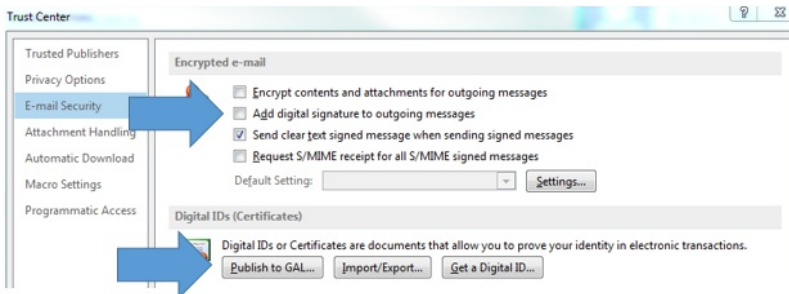 Trust Center
Trusted Publishers
Privacy Options
E-mail Security
Attachment Handling
Automatic Download
Macro Settings
Programmatic Access
Encrypted e-mail
Encrypt contents and attachments for outgoing messages
Add digital signature to outgoing messages
Send clear text signed message when sending signed messages
Request S/MIME receipt for all S/MIME signed messages
Default Setting:
Settings...
Digital IDs (Certificates)
Digital IDs or Certificates are documents that allow you to prove your identity in electronic transactions.
Publish to GAL... Import/Export... Get a Digital ID...